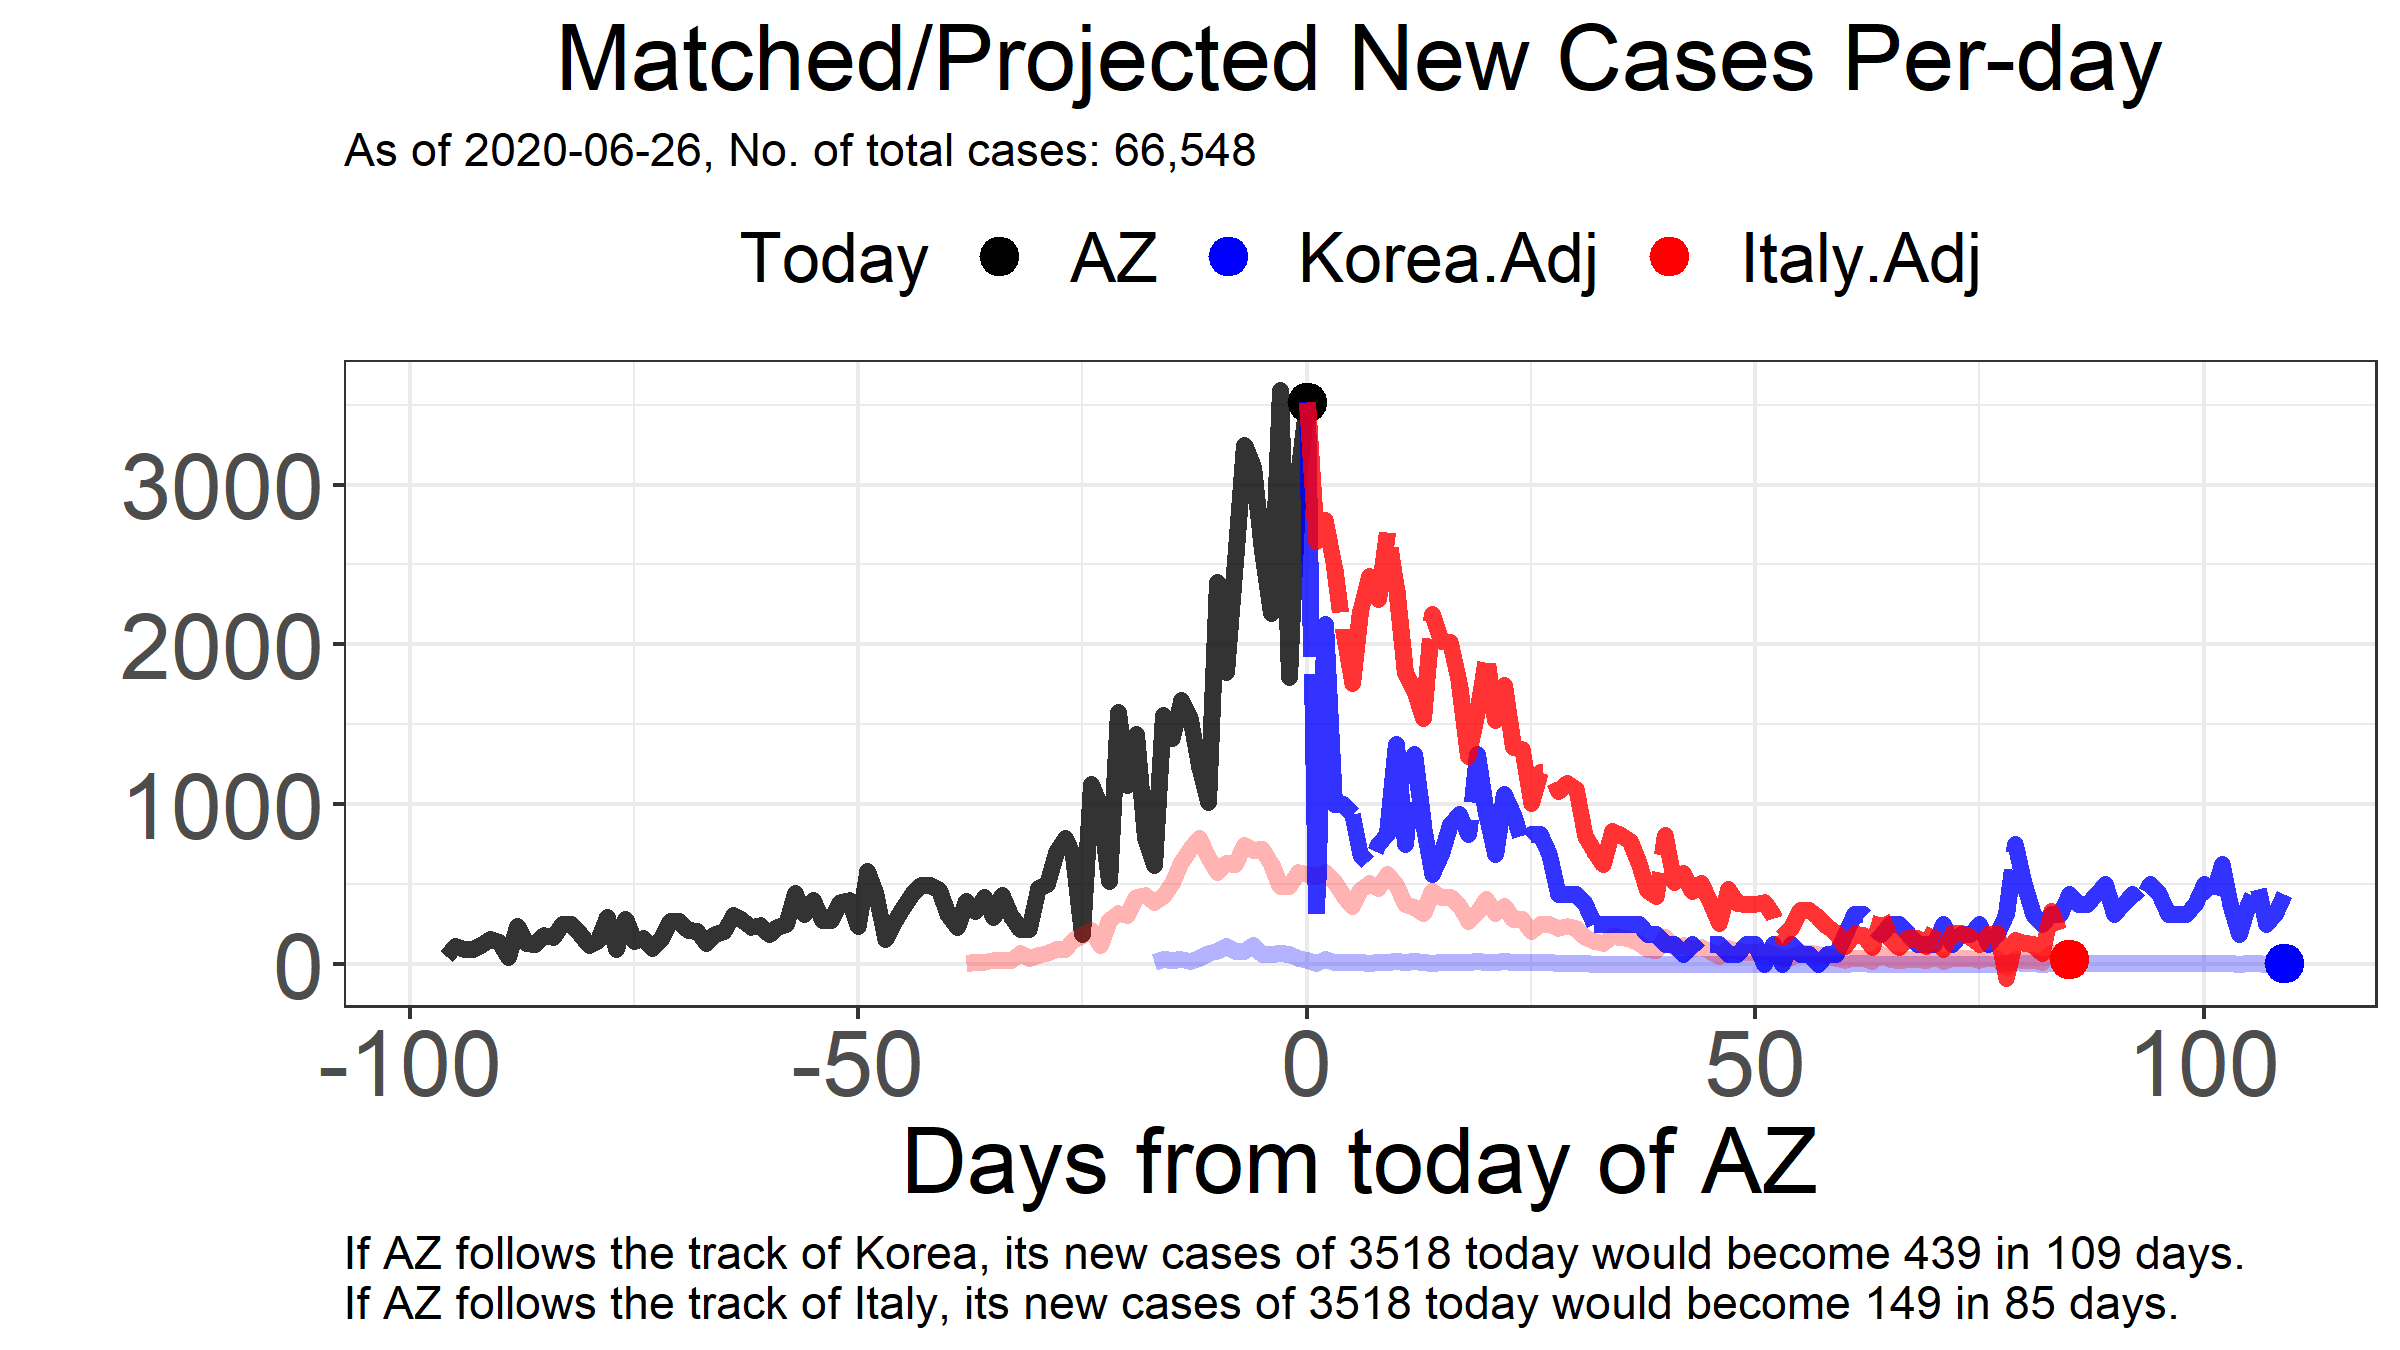 Matched/Projected New Cases Per-day
As of 2020-06-26, No. of total cases: 66,548
Today AZ Korea.Adj Italy.Adj
3000
2000
1000
0
-100 -50 0 50 100
Days from today of AZ
If AZ follows the track of Korea, its new cases of 3518 today would become 439 in 109 days.
If AZ follows the track of Italy, its new cases of 3518 today would become 149 in 85 days.